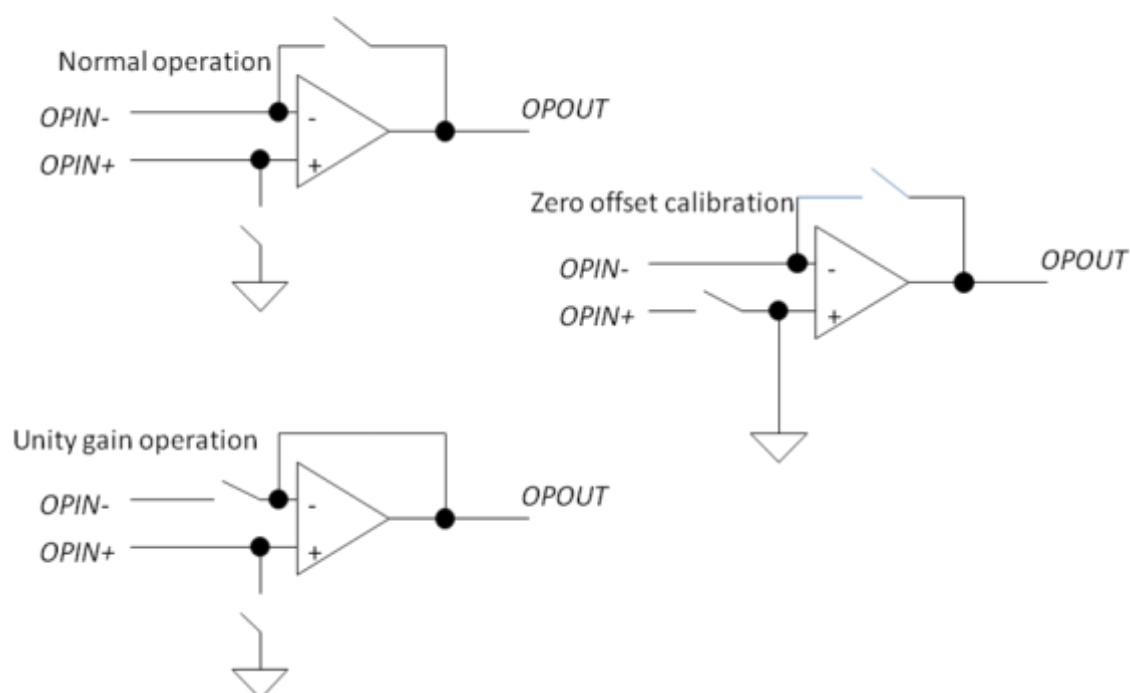 Normal operation
OPIN-
OPIN+
-
+
OPOUT
Zero offset calibration
OPIN-
OPIN+
-
+
OPOUT
Unity gain operation
OPIN-
OPIN+
-
+
OPOUT